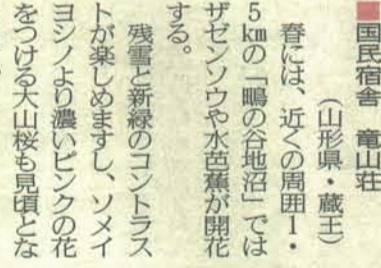 ■国民宿舎　竜山荘
（山形県・蔵王）
春には、近くの周囲1・
5㎞の「鴫の谷地沼」では
ザゼンソウや水芭蕉が開花
する。
残雪と新緑のコントラス
トが楽しめますし、ソメイ
ヨシノより濃いピンクの花
をつける大山桜も見頃とな